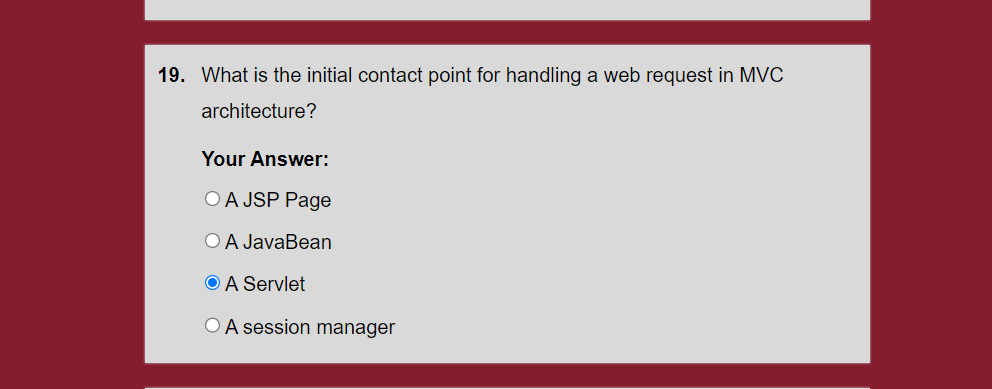 19. What is the initial contact point for handling a web request in MVC
architecture?
Your Answer:
A JSP Page
A JavaBean
A Servlet
A session manager